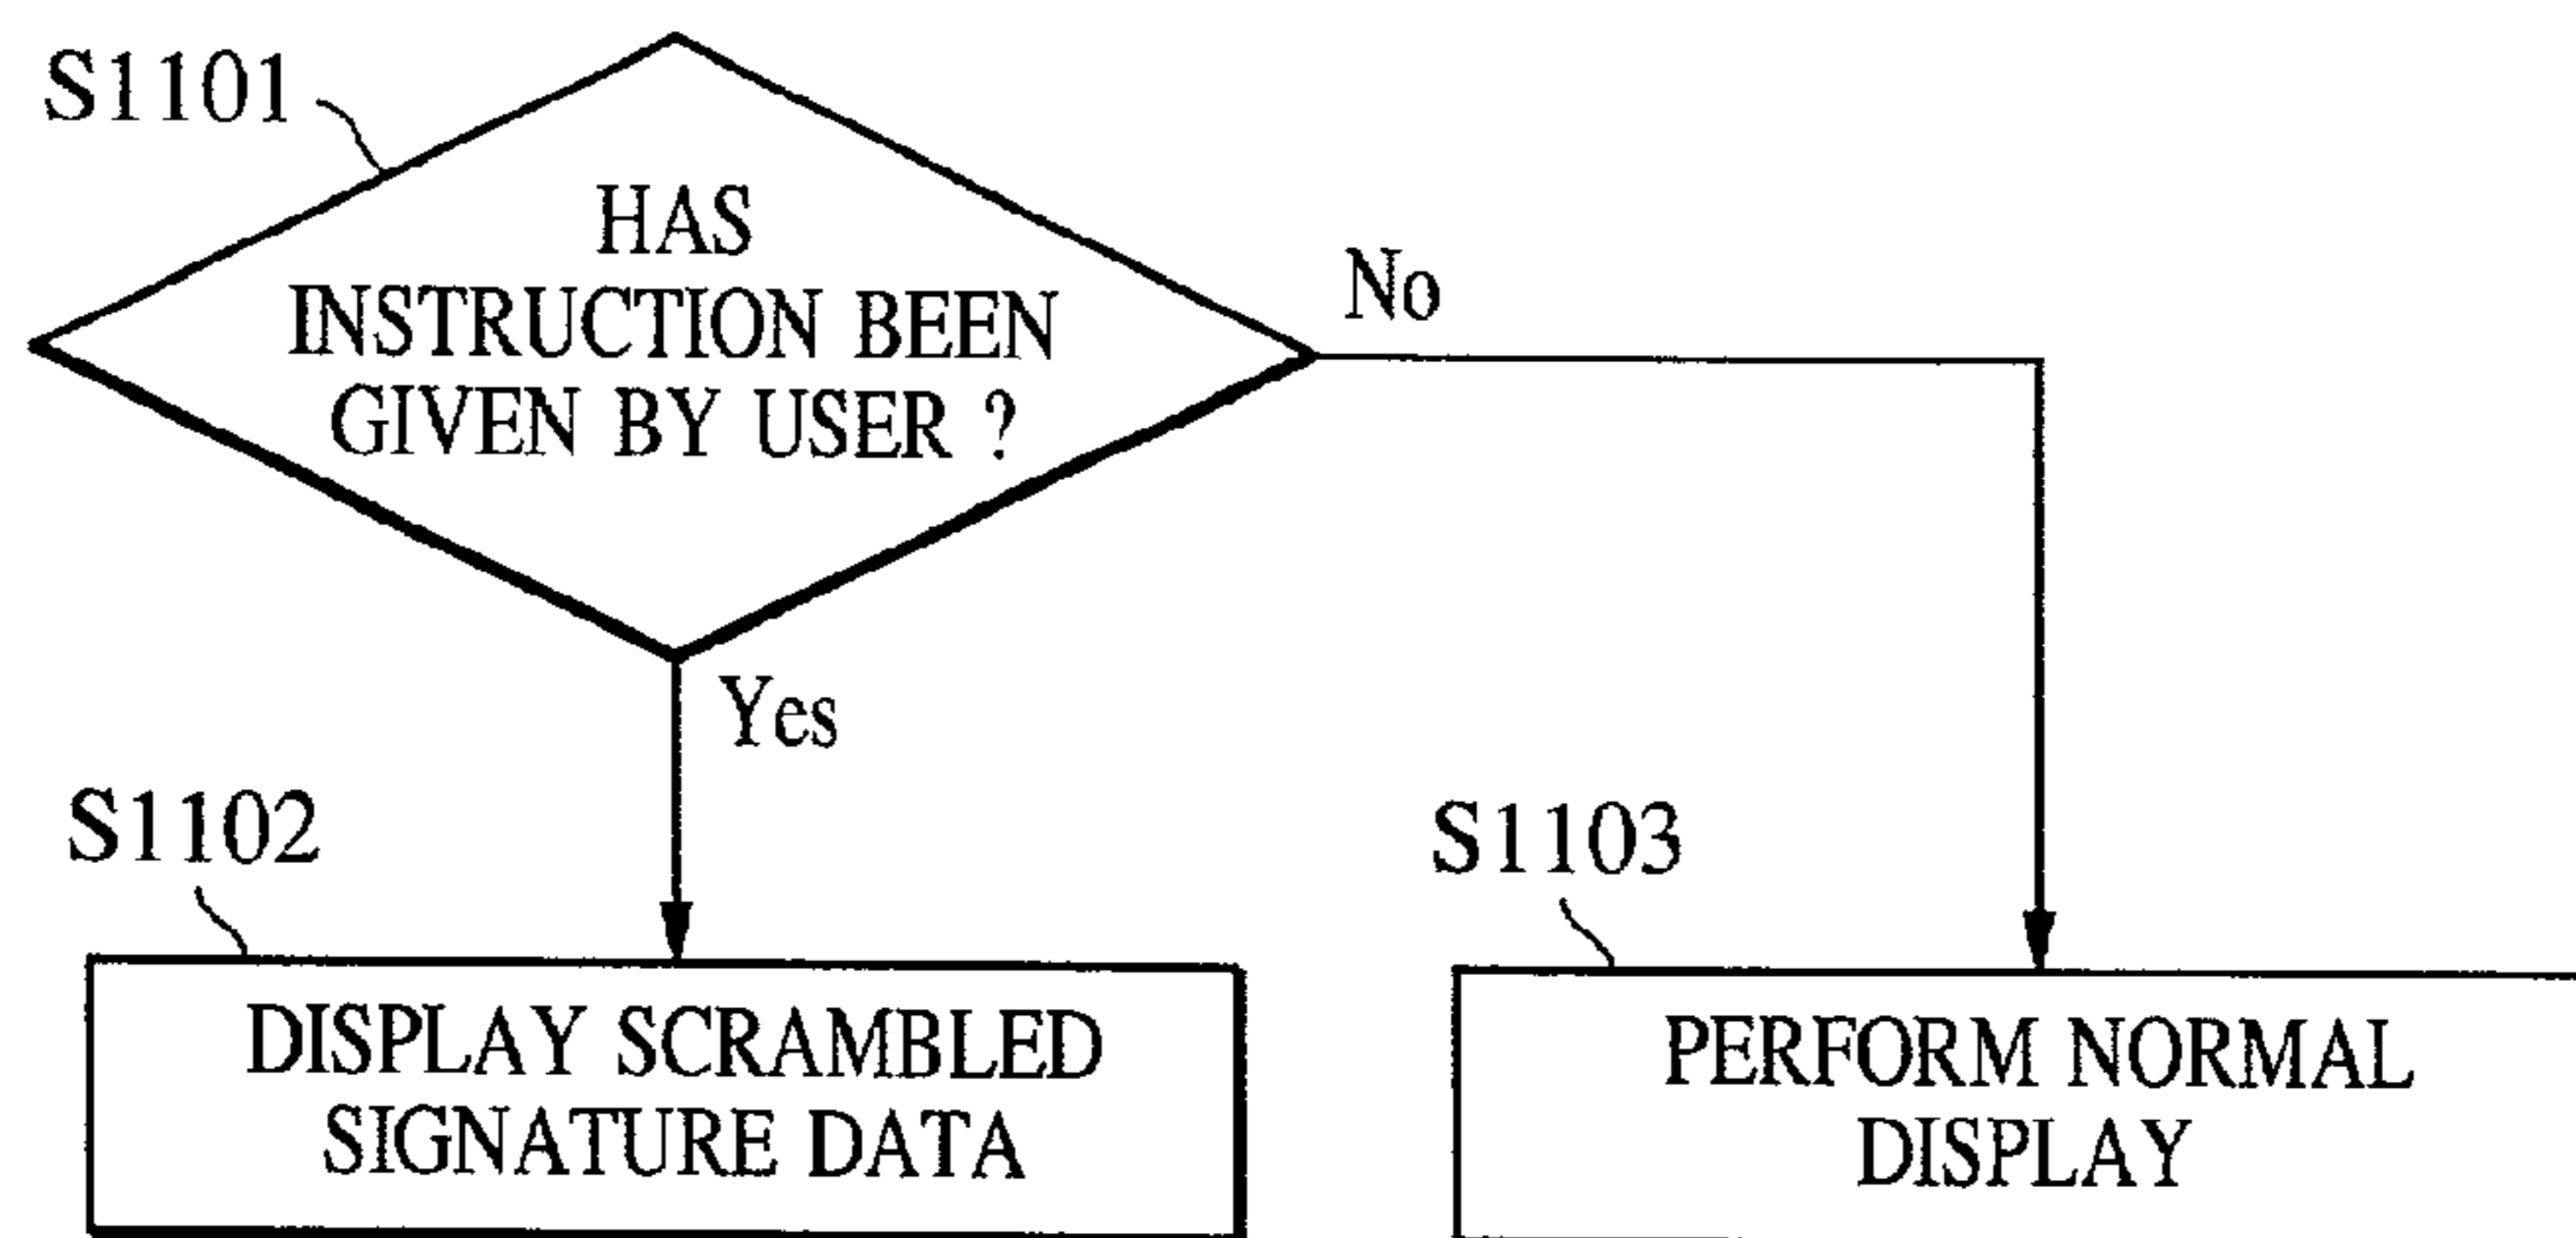 S1101
HAS
INSTRUCTION BEEN
GIVEN BY USER ?
No
Yes
S1102
DISPLAY SCRAMBLED
SIGNATURE DATA
S1103
PERFORM NORMAL
DISPLAY